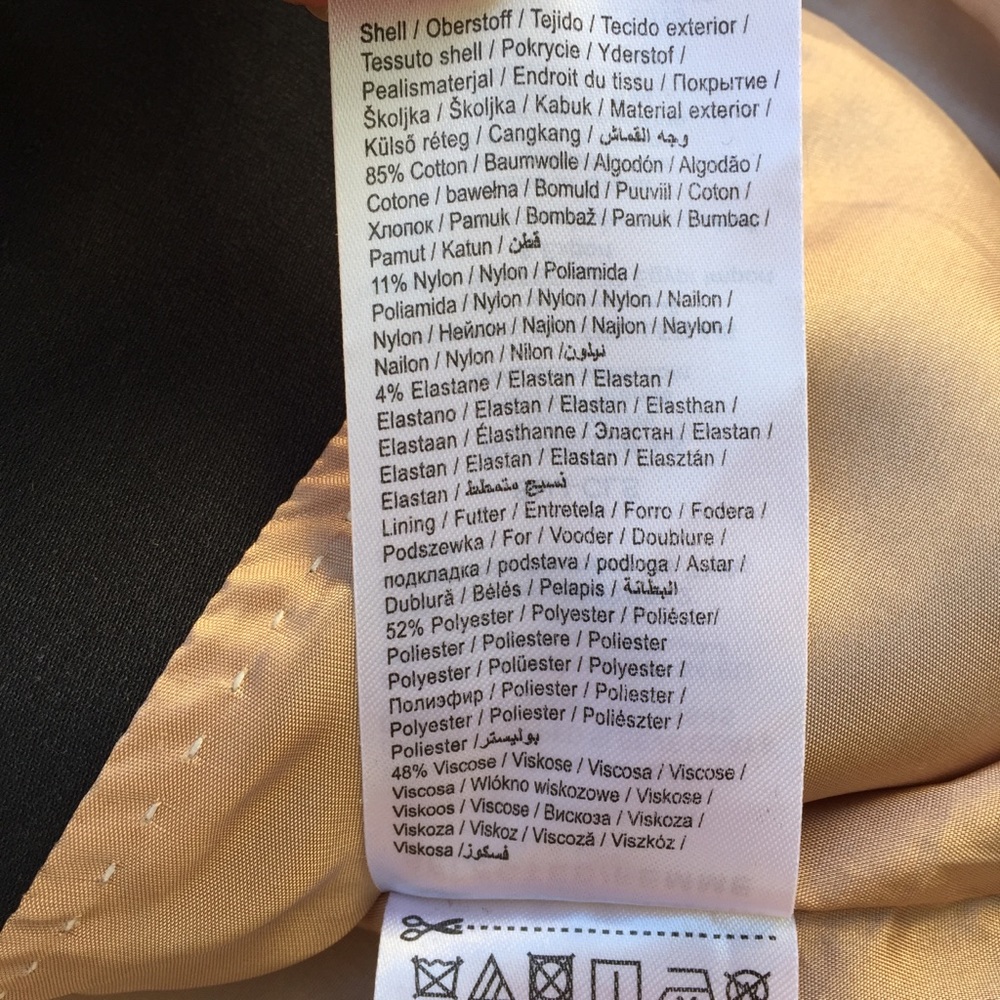 Shell / Oberstoff / Tejido / Tecido exterior /
Tessuto shell / Pokrycie / Yderstof /
Pealismaterjal / Endroit du tissu / Покрытие /
Školjka / Školjka / Kabuk / Material exterior /
Külső réteg / Cangkang / وجه القماش
85% Cotton / Baumwolle / Algodón / Algodão /
Cotone / bawełna / Bomuld / Puuviil / Coton /
Хлопок / Pamuk / Bombaž / Pamuk / Bumbac /
Pamut / Katun / قطن
11% Nylon / Nylon / Poliamida /
Poliamida / Nylon / Nylon / Nylon / Nailon /
Nylon / Нейлон / Najlon / Najlon / Naylon /
Nailon / Nylon / Nilon / نيلون
4% Elastane / Elastan / Elastan /
Elastano / Elastan / Elastan / Elasthan /
Elastaan / Élasthanne / Эластан / Elastan /
Elastan / Elastan / Elastan / Elasztán /
Elastan / نسيج متمطط
Lining / Futter / Entretela / Forro / Fodera /
Podszewka / For / Vooder / Doublure /
подкладка / podstava / podloga / Astar /
Dublură / Bélés / Pelapis / البطانة
52% Polyester / Polyester / Poliéster/
Poliester / Poliestere / Poliester
Polyester / Polüester / Polyester /
Полиэфир / Poliester / Poliester /
Polyester / Poliester / Poliészter /
Poliester / بوليستر
48% Viscose / Viskose / Viscosa / Viscose /
Viscosa / Wlókno wiskozowe / Viskose /
Viskoos / Viscose / Вискоза / Viskoza /
Viskoza / Viskoz / Viscoză / Viszkóz /
Viskosa / فسكوز